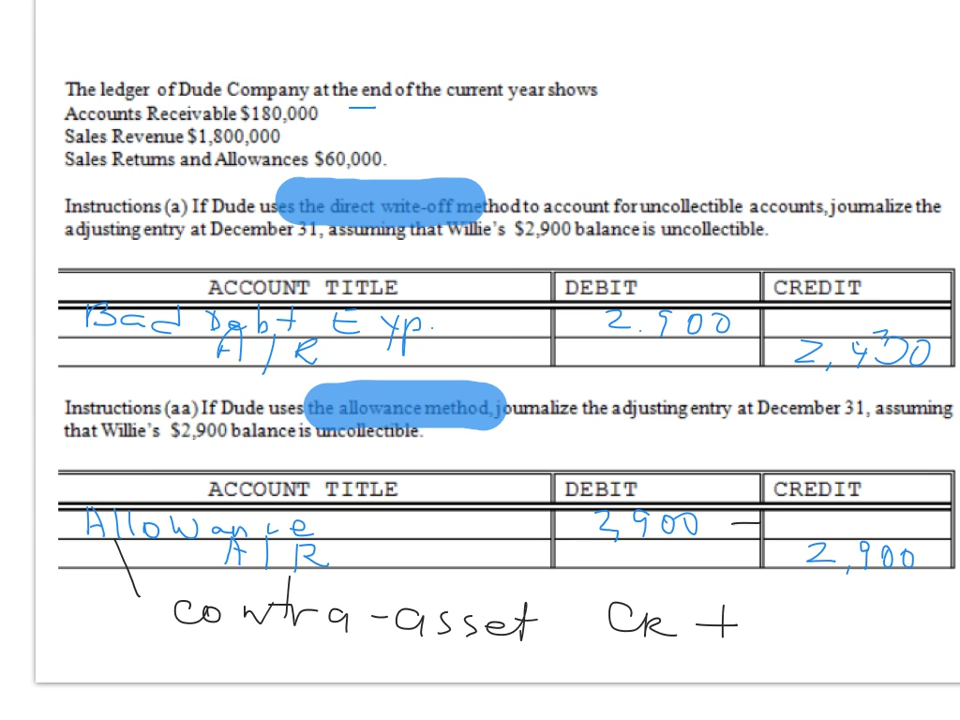 The ledger of Dude Company at the end of the current year shows
Accounts Receivable $180,000
Sales Revenue $1,800,000
Sales Returns and Allowances $60,000.
Instructions (a) If Dude uses the direct write-off method to account for uncollectible accounts, journalize the
adjusting entry at December 31, assuming that Willie's $2,900 balance is uncollectible.
ACCOUNT TITLE DEBIT CREDIT
Bad Debt Exp. 2.900
A/R
Instructions (aa) If Dude uses the allowance method, journalize the adjusting entry at December 31, assuming
that Willie's $2,900 balance is uncollectible.
ACCOUNT TITLE DEBIT CREDIT
Allowance 2,900 —
A/R 2,900
contra-asset CR +